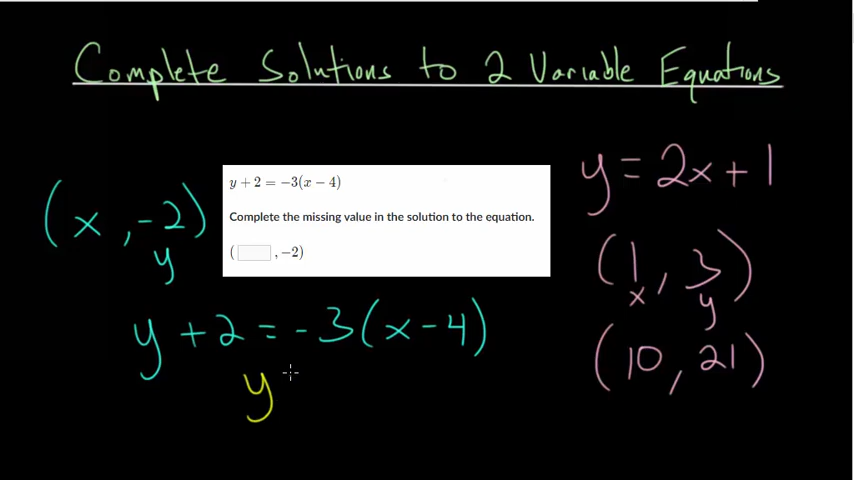 Complete Solutions to 2 Variable Equations
(x, -2)
y
y + 2 = −3(x − 4)
Complete the missing value in the solution to the equation.
( , −2)
y + 2 = -3(x - 4)
y
y = 2x + 1
(1, 3)
x y
(10, 21)